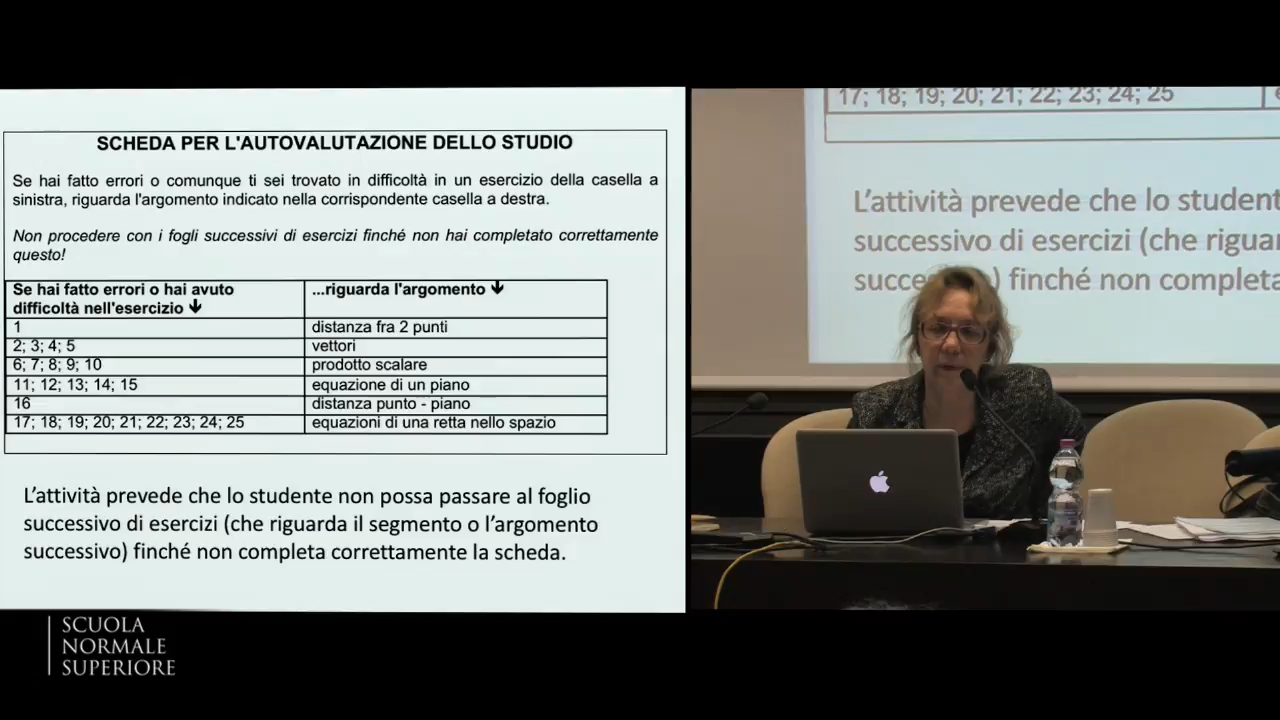 SCHEDA PER L'AUTOVALUTAZIONE DELLO STUDIO
Se hai fatto errori o comunque ti sei trovato in difficoltà in un esercizio della casella a
sinistra, riguarda l'argomento indicato nella corrispondente casella a destra.
Non procedere con i fogli successivi di esercizi finché non hai completato correttamente
questo!
Se hai fatto errori o hai avuto
difficoltà nell'esercizio ↓
...riguarda l'argomento ↓
1
distanza fra 2 punti
2; 3; 4; 5
vettori
6; 7; 8; 9; 10
prodotto scalare
11; 12; 13; 14; 15
equazione di un piano
16
distanza punto - piano
17; 18; 19; 20; 21; 22; 23; 24; 25
equazioni di una retta nello spazio
L'attività prevede che lo studente non possa passare al foglio
successivo di esercizi (che riguarda il segmento o l'argomento
successivo) finché non completa correttamente la scheda.
17; 18; 19; 20; 21; 22; 23; 24; 25
L'attività prevede che lo student
successivo di esercizi (che rigua
succe ) finché non completa
SCUOLA
NORMALE
SUPERIORE